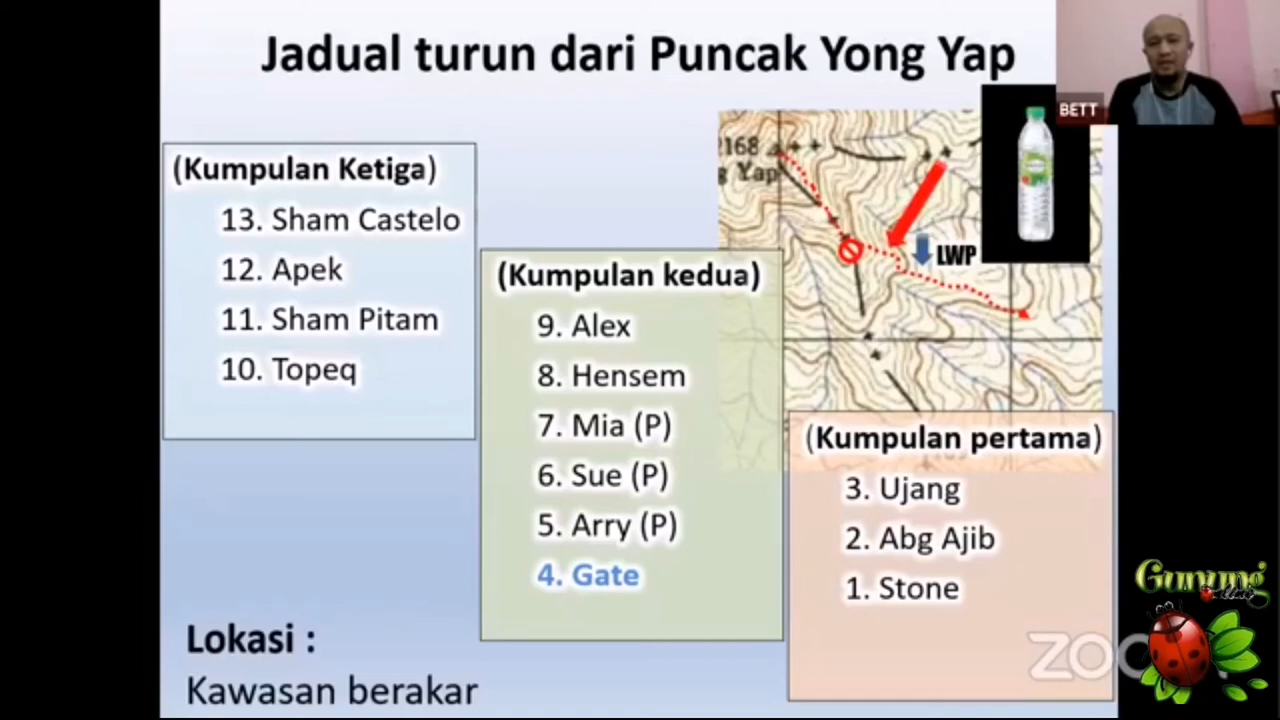 Jadual turun dari Puncak Yong Yap
BETT
(Kumpulan Ketiga)
13. Sham Castelo
12. Apek
11. Sham Pitam
10. Topeq
(Kumpulan kedua)
9. Alex
8. Hensem
7. Mia (P)
6. Sue (P)
5. Arry (P)
4. Gate
2168
g Yap
LWP
(Kumpulan pertama)
3. Ujang
2. Abg Ajib
1. Stone
Lokasi :
Kawasan berakar
Gunung